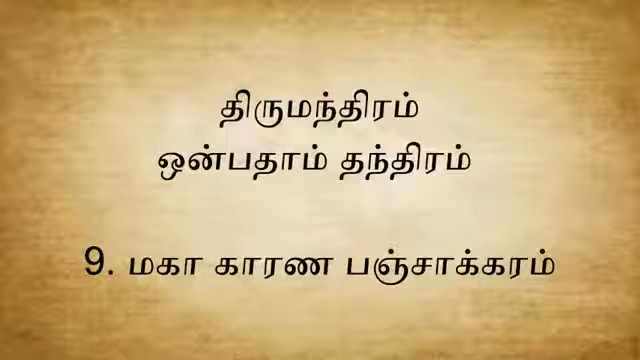 திருமந்திரம்
ஒன்பதாம் தந்திரம்
9. மகா காரண பஞ்சாக்கரம்